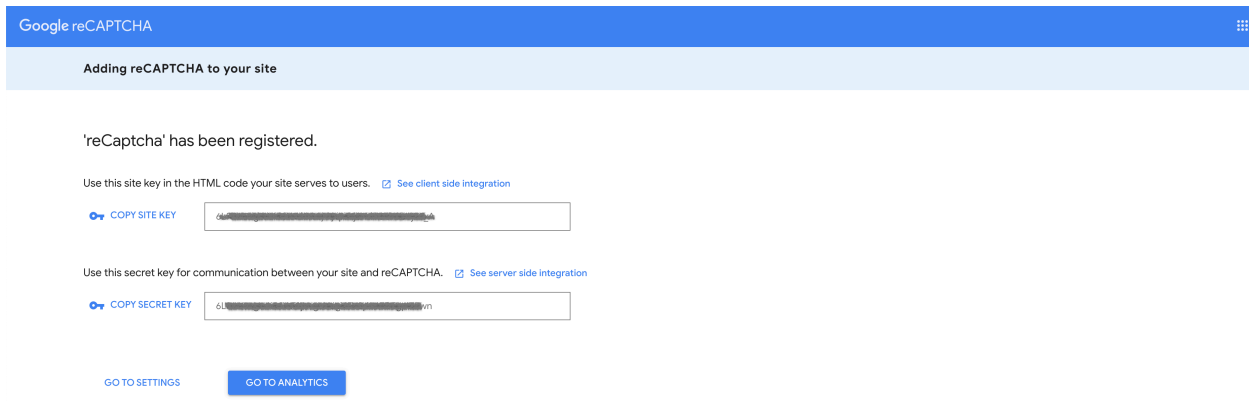 Google reCAPTCHA
Adding reCAPTCHA to your site
'reCaptcha' has been registered.
Use this site key in the HTML code your site serves to users. See client side integration
COPY SITE KEY
Use this secret key for communication between your site and reCAPTCHA. See server side integration
COPY SECRET KEY
GO TO SETTINGS GO TO ANALYTICS